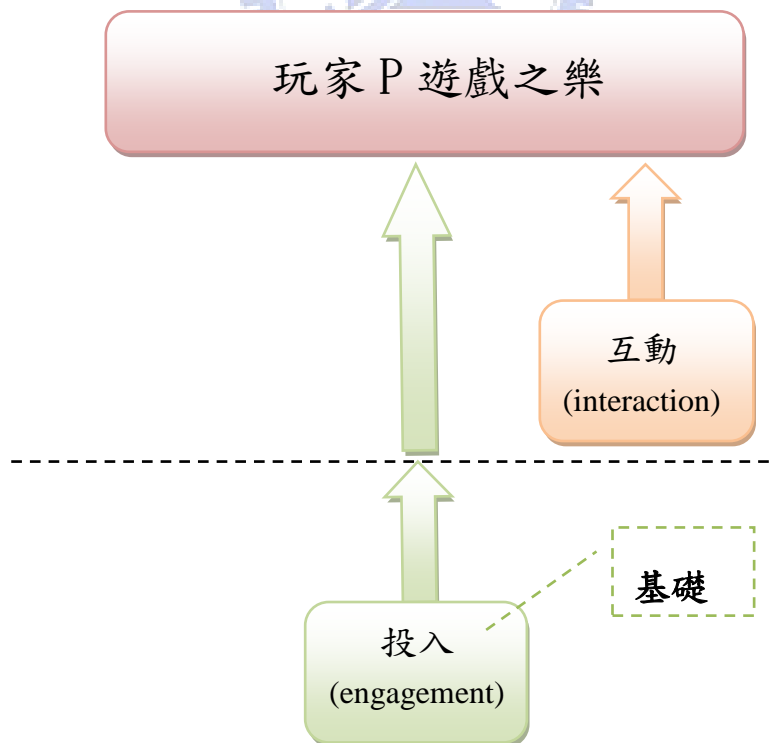 玩家 P 遊戲之樂
互動
(interaction)
基礎
投入
(engagement)